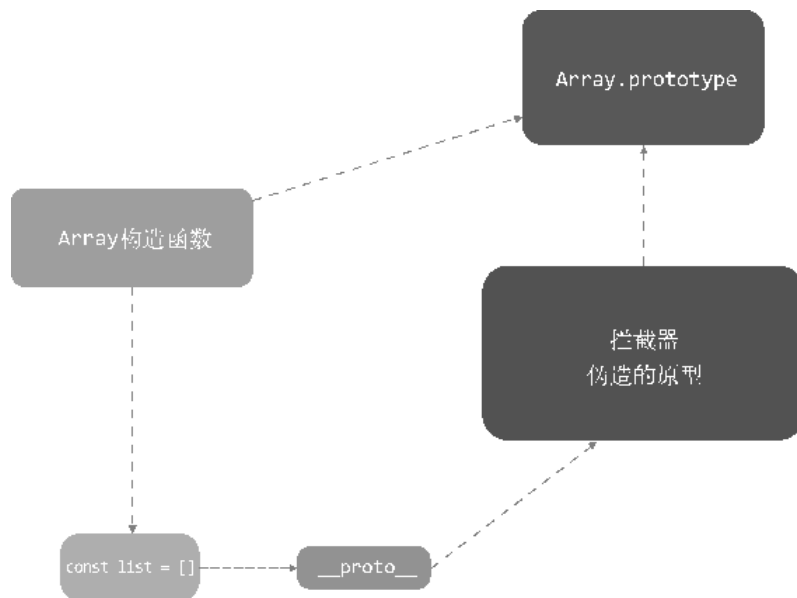 Array.prototype
Array构造函数
拦截器
伪造的原型
const list = []
__proto__